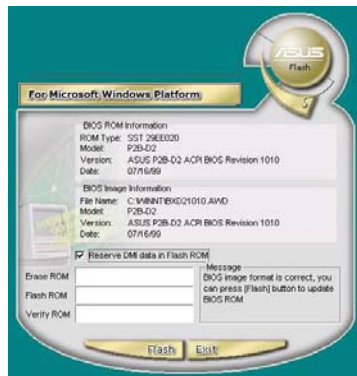 ASUS
Flash
For Microsoft Windows Platform
BIOS ROM Information
ROM Type: SST 29EE020
Model: P2B-D2
Version: ASUS P2B-D2 ACPI BIOS Revision 1010
Date: 07/16/99
BIOS Image Information
File Name: C:\WINNT\BXD21010.AWD
Model: P2B-D2
Version: ASUS P2B-D2 ACPI BIOS Revision 1010
Date: 07/16/99
Reserve DMI data in Flash ROM
Erase ROM
Flash ROM
Verify ROM
Message
BIOS image format is correct, you
can press [Flash] button to update
BIOS ROM
Flash Exit